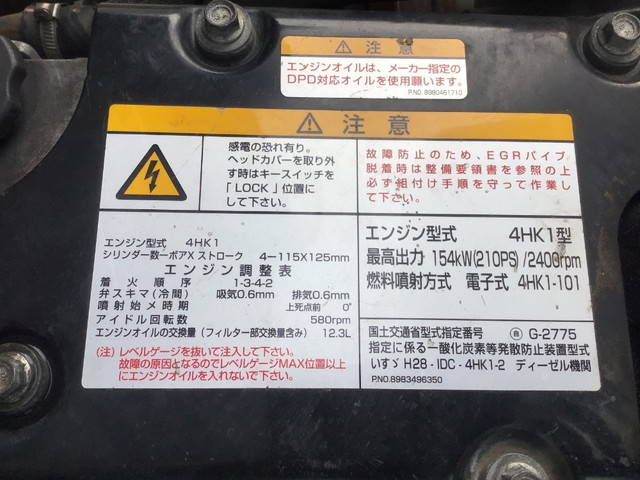 注意
エンジンオイルは、メーカー指定の
DPD対応オイルを使用願います。
P.NO. 8980461710
注意
感電の恐れ有り。
ヘッドカバーを取り外
す時はキースイッチを
「LOCK」位置に
して下さい。
故障防止のため、EGRパイプ
脱着時は整備要領書を参照の上
必ず組付け手順を守って作業し
て下さい。
エンジン型式 4HK1
シリンダー数ーボアX ストローク 4-115X125mm
エンジン調整表
着火順序 1-3-4-2
弁スキマ(冷間) 吸気0.6mm 排気0.6mm
噴射始メ時期 上死点前 0°
アイドル回転数 580rpm
エンジンオイルの交換量(フィルター部交換量含み) 12.3L
(注)レベルゲージを抜いて注入して下さい。
故障の原因となるのでレベルゲージMAX位置以上
にエンジンオイルを入れないで下さい。
エンジン型式 4HK1型
最高出力 154kW(210PS)/2400rpm
燃料噴射方式 電子式 4HK1-101
国土交通省型式指定番号 自 G-2775
指定に係る一酸化炭素等発散防止装置型式
いすゞ H28-IDC-4HK1-2 ディーゼル機関
P.NO.8983496350